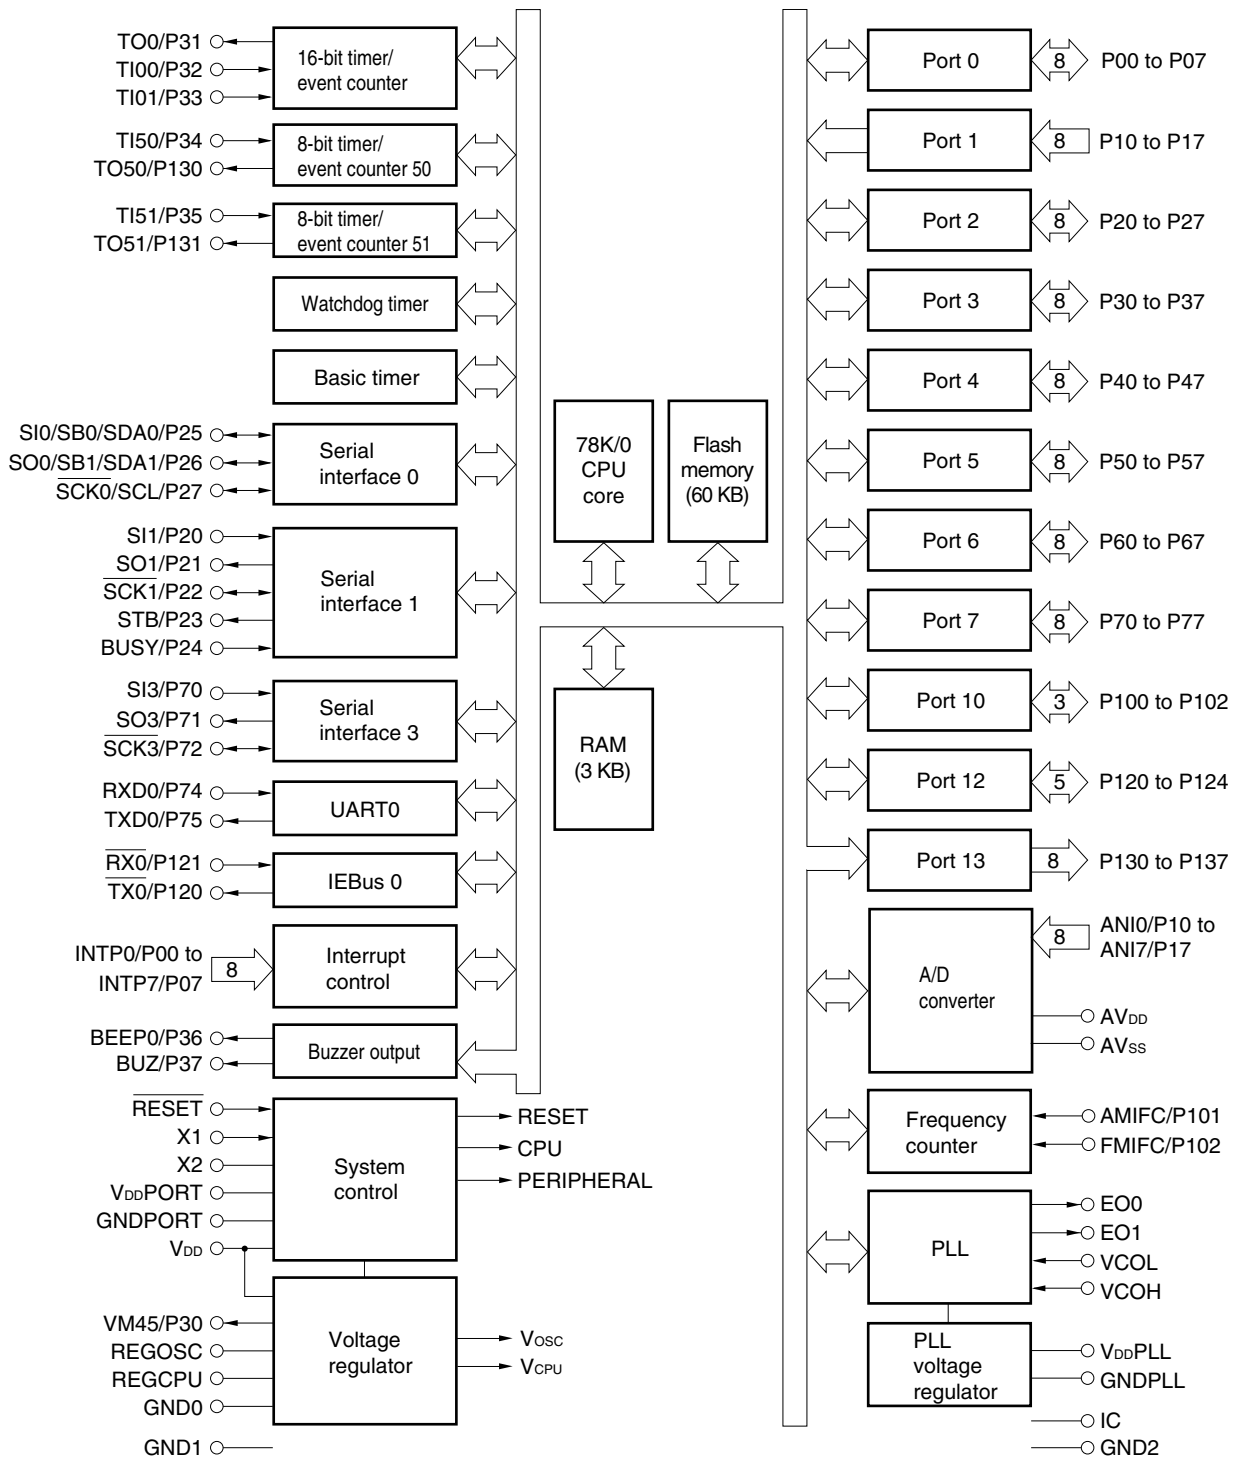 TO0/P31
TI00/P32
TI01/P33
16-bit timer/
event counter
TI50/P34
TO50/P130
8-bit timer/
event counter 50
TI51/P35
TO51/P131
8-bit timer/
event counter 51
Watchdog timer
Basic timer
SI0/SB0/SDA0/P25
SO0/SB1/SDA1/P26
SCK0/SCL/P27
Serial
interface 0
SI1/P20
SO1/P21
SCK1/P22
STB/P23
BUSY/P24
Serial
interface 1
SI3/P70
SO3/P71
SCK3/P72
Serial
interface 3
RXD0/P74
TXD0/P75
UART0
RX0/P121
TX0/P120
IEBus 0
INTP0/P00 to
INTP7/P07
8
Interrupt
control
BEEP0/P36
BUZ/P37
Buzzer output
RESET
X1
X2
VDDPORT
GNDPORT
VDD
System
control
RESET
CPU
PERIPHERAL
VM45/P30
REGOSC
REGCPU
GND0
GND1
Voltage
regulator
VOSC
VCPU
78K/0
CPU
core
Flash
memory
(60 KB)
RAM
(3 KB)
Port 0
8
P00 to P07
Port 1
8
P10 to P17
Port 2
8
P20 to P27
Port 3
8
P30 to P37
Port 4
8
P40 to P47
Port 5
8
P50 to P57
Port 6
8
P60 to P67
Port 7
8
P70 to P77
Port 10
3
P100 to P102
Port 12
5
P120 to P124
Port 13
8
P130 to P137
A/D
converter
8
ANI0/P10 to
ANI7/P17
AVDD
AVSS
Frequency
counter
AMIFC/P101
FMIFC/P102
PLL
EO0
EO1
VCOL
VCOH
PLL
voltage
regulator
VDDPLL
GNDPLL
IC
GND2